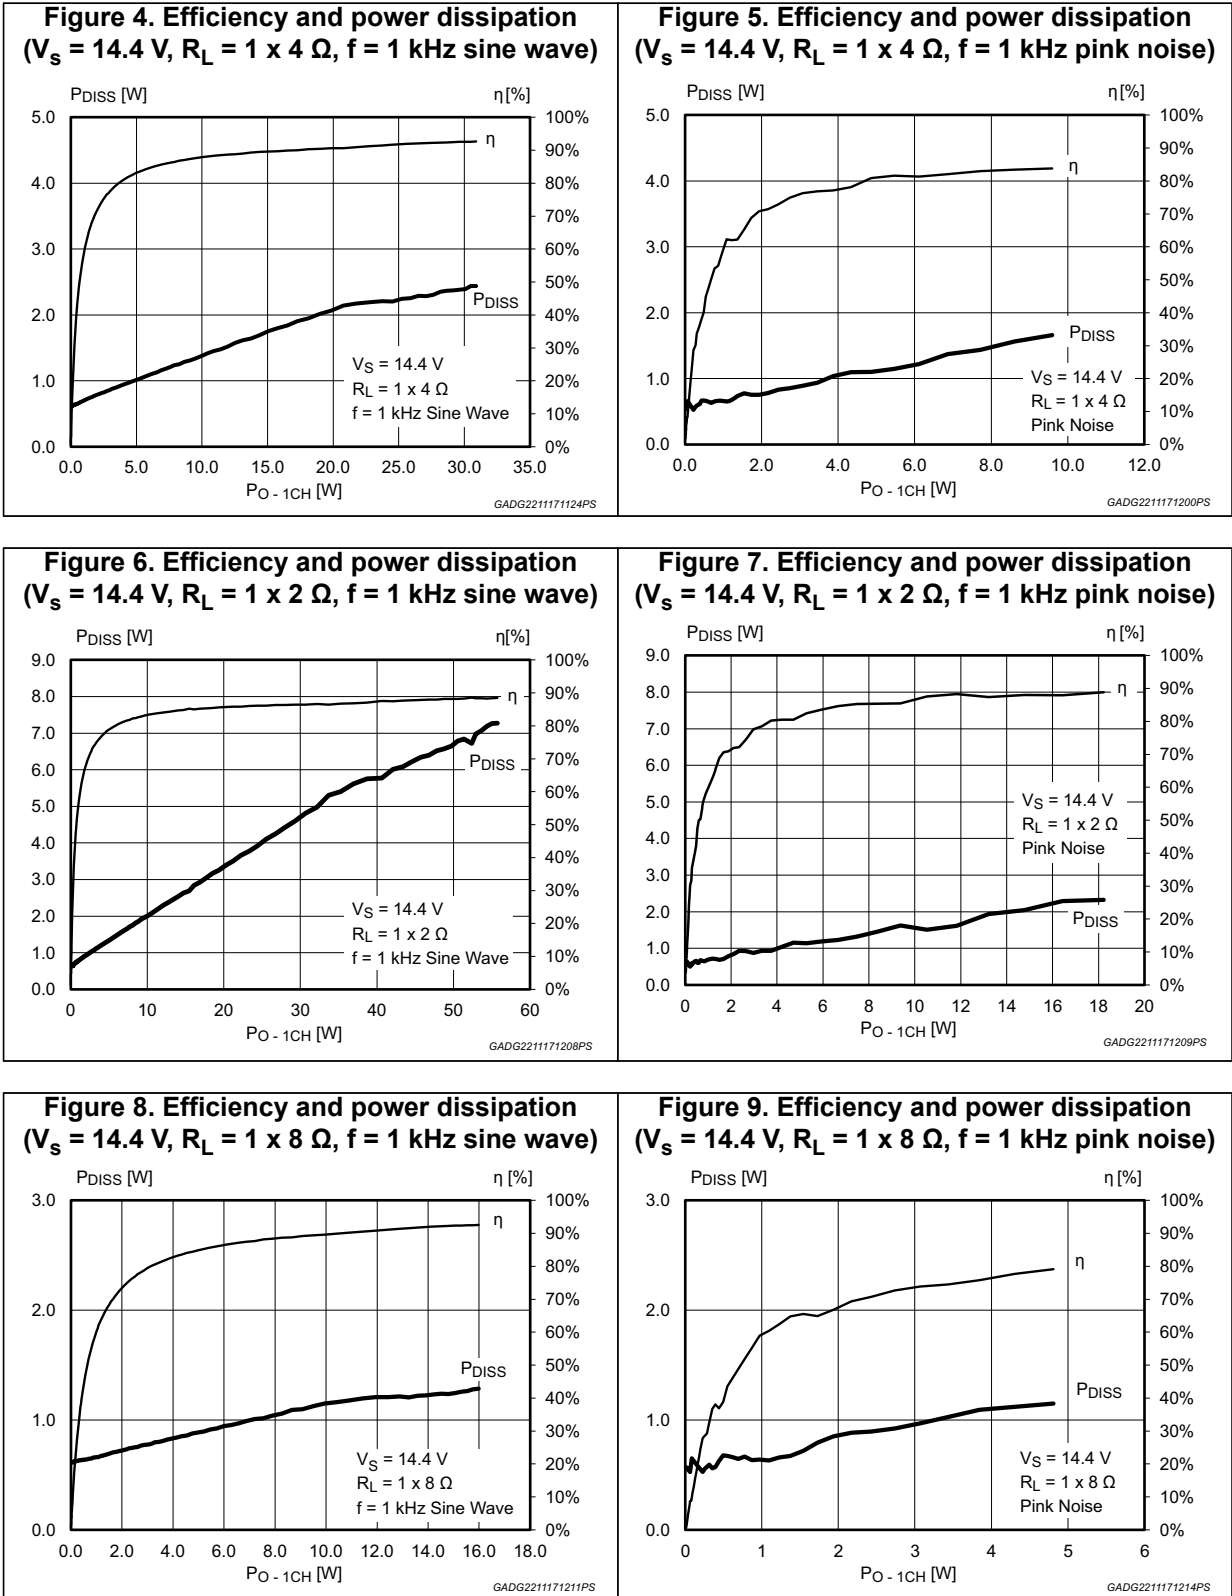 Figure 4. Efficiency and power dissipation
(Vs = 14.4 V, RL = 1 x 4 Ω, f = 1 kHz sine wave)
PDISS [W]
η[%]
5.0
4.0
3.0
2.0
1.0
0.0
100%
90%
80%
70%
60%
50%
40%
30%
20%
10%
0%
η
PDISS
VS = 14.4 V
RL = 1 x 4 Ω
f = 1 kHz Sine Wave
0.0 5.0 10.0 15.0 20.0 25.0 30.0 35.0
PO - 1CH [W]
GADG2211171124PS
Figure 5. Efficiency and power dissipation
(Vs = 14.4 V, RL = 1 x 4 Ω, f = 1 kHz pink noise)
PDISS [W]
η[%]
5.0
4.0
3.0
2.0
1.0
0.0
100%
90%
80%
70%
60%
50%
40%
30%
20%
10%
0%
η
PDISS
VS = 14.4 V
RL = 1 x 4 Ω
Pink Noise
0.0 2.0 4.0 6.0 8.0 10.0 12.0
PO - 1CH [W]
GADG2211171200PS
Figure 6. Efficiency and power dissipation
(Vs = 14.4 V, RL = 1 x 2 Ω, f = 1 kHz sine wave)
PDISS [W]
η[%]
9.0
8.0
7.0
6.0
5.0
4.0
3.0
2.0
1.0
0.0
100%
90%
80%
70%
60%
50%
40%
30%
20%
10%
0%
η
PDISS
VS = 14.4 V
RL = 1 x 2 Ω
f = 1 kHz Sine Wave
0 10 20 30 40 50 60
PO - 1CH [W]
GADG2211171208PS
Figure 7. Efficiency and power dissipation
(Vs = 14.4 V, RL = 1 x 2 Ω, f = 1 kHz pink noise)
PDISS [W]
η [%]
9.0
8.0
7.0
6.0
5.0
4.0
3.0
2.0
1.0
0.0
100%
90%
80%
70%
60%
50%
40%
30%
20%
10%
0%
η
VS = 14.4 V
RL = 1 x 2 Ω
Pink Noise
PDISS
0 2 4 6 8 10 12 14 16 18 20
PO - 1CH [W]
GADG2211171209PS
Figure 8. Efficiency and power dissipation
(Vs = 14.4 V, RL = 1 x 8 Ω, f = 1 kHz sine wave)
PDISS [W]
η [%]
3.0
2.0
1.0
0.0
100%
90%
80%
70%
60%
50%
40%
30%
20%
10%
0%
η
PDISS
VS = 14.4 V
RL = 1 x 8 Ω
f = 1 kHz Sine Wave
0.0 2.0 4.0 6.0 8.0 10.0 12.0 14.0 16.0 18.0
PO - 1CH [W]
GADG2211171211PS
Figure 9. Efficiency and power dissipation
(Vs = 14.4 V, RL = 1 x 8 Ω, f = 1 kHz pink noise)
PDISS [W]
η [%]
3.0
2.0
1.0
0.0
100%
90%
80%
70%
60%
50%
40%
30%
20%
10%
0%
η
PDISS
VS = 14.4 V
RL = 1 x 8 Ω
Pink Noise
0 1 2 3 4 5 6
PO - 1CH [W]
GADG2211171214PS